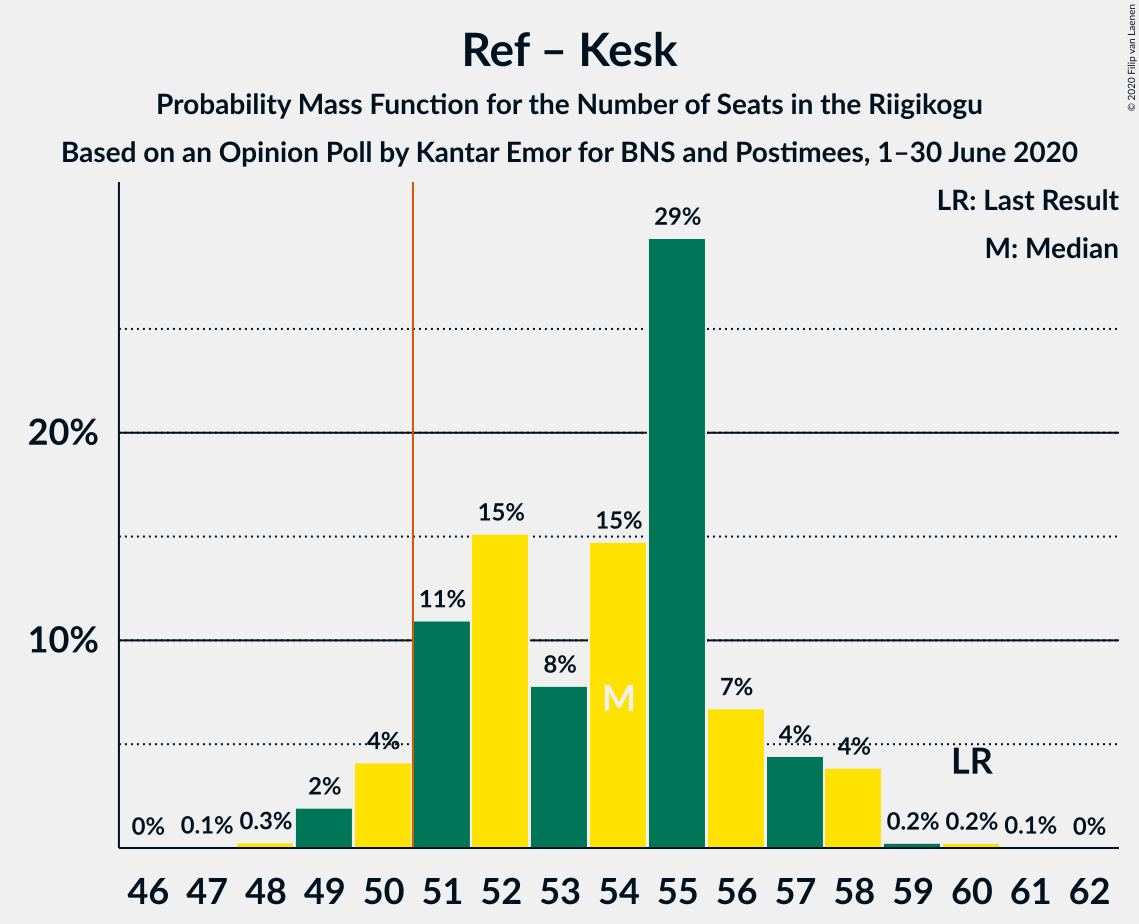 Ref – Kesk
Probability Mass Function for the Number of Seats in the Riigikogu
Based on an Opinion Poll by Kantar Emor for BNS and Postimees, 1–30 June 2020
© 2020 Filip van Laenen
LR: Last Result
M: Median
20%
10%
0%
0.1%
0.3%
2%
4%
11%
15%
8%
15%
29%
7%
4%
4%
0.2%
0.2%
0.1%
0%
M
LR
46 47 48 49 50 51 52 53 54 55 56 57 58 59 60 61 62